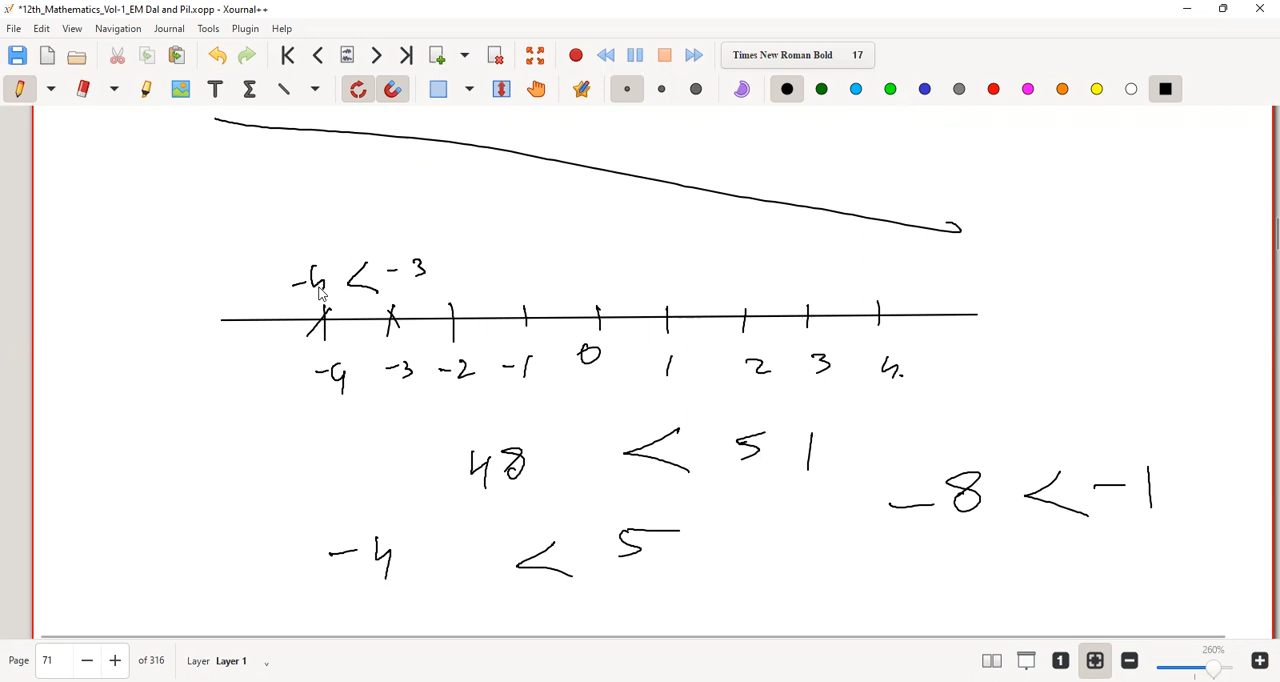 *12th_Mathematics_Vol-1_EM Dal and Pil.xopp - Xournal++
File Edit View Navigation Journal Tools Plugin Help
Times New Roman Bold 17
-4 < -3
-4 -3 -2 -1 0 1 2 3 4.
48 < 51
-8 < -1
-4 < 5
Page 71 of 316 Layer Layer 1 1 260%